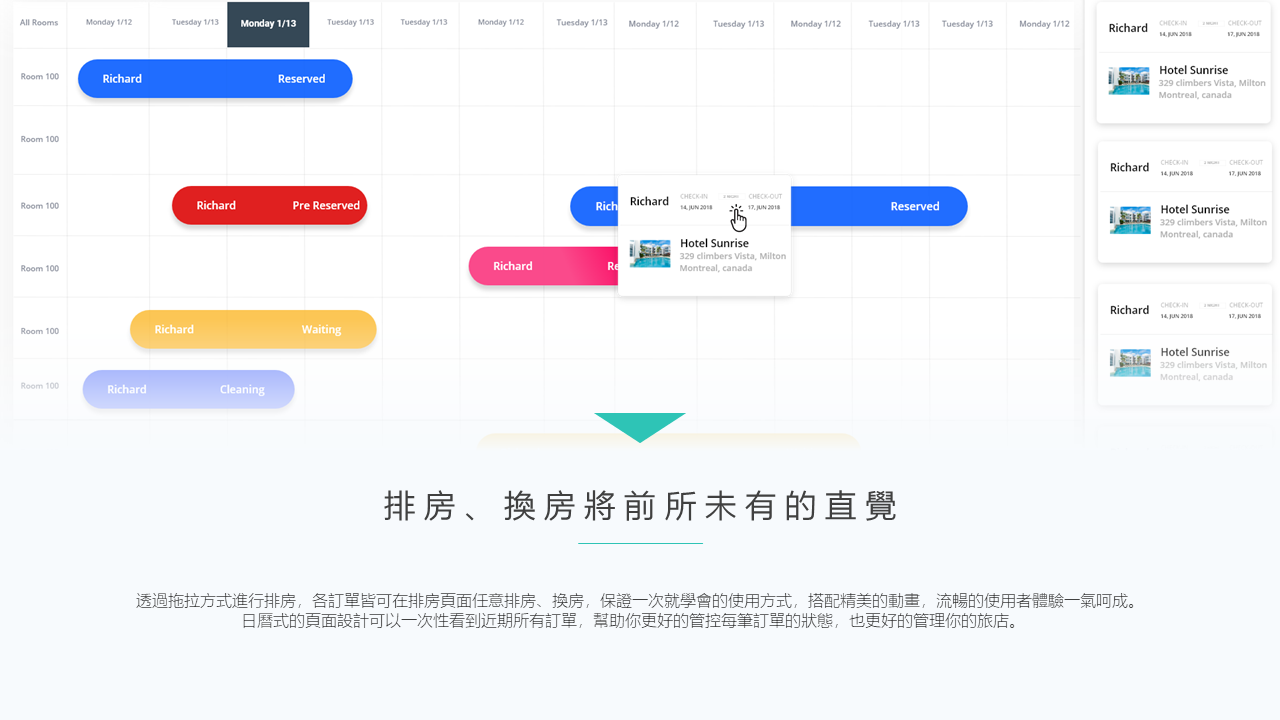 All Rooms Monday 1/12 Tuesday 1/13 Monday 1/13 Tuesday 1/13 Tuesday 1/13 Monday 1/12 Tuesday 1/13 Monday 1/12 Tuesday 1/13 Monday 1/12 Tuesday 1/13 Tuesday 1/13 Monday 1/12
Room 100
Richard Reserved
Room 100
Room 100
Richard Pre Reserved
Rich Reserved
Richard CHECK-IN CHECK-OUT
14, JUN 2018 17, JUN 2018
Hotel Sunrise
329 climbers Vista, Milton
Montreal, canada
Room 100
Richard Re
Room 100
Richard Waiting
Room 100
Richard Cleaning
Richard CHECK-IN CHECK-OUT
14, JUN 2018 17, JUN 2018
Hotel Sunrise
329 climbers Vista, Milton
Montreal, canada
Richard CHECK-IN CHECK-OUT
14, JUN 2018 17, JUN 2018
Hotel Sunrise
329 climbers Vista, Milton
Montreal, canada
Richard CHECK-IN CHECK-OUT
14, JUN 2018 17, JUN 2018
Hotel Sunrise
329 climbers Vista, Milton
Montreal, canada
排房、換房將前所未有的直覺
透過拖拉方式進行排房，各訂單皆可在排房頁面任意排房、換房，保證一次就學會的使用方式，搭配精美的動畫，流暢的使用者體驗一氣呵成。
日曆式的頁面設計可以一次性看到近期所有訂單，幫助你更好的管控每筆訂單的狀態，也更好的管理你的旅店。